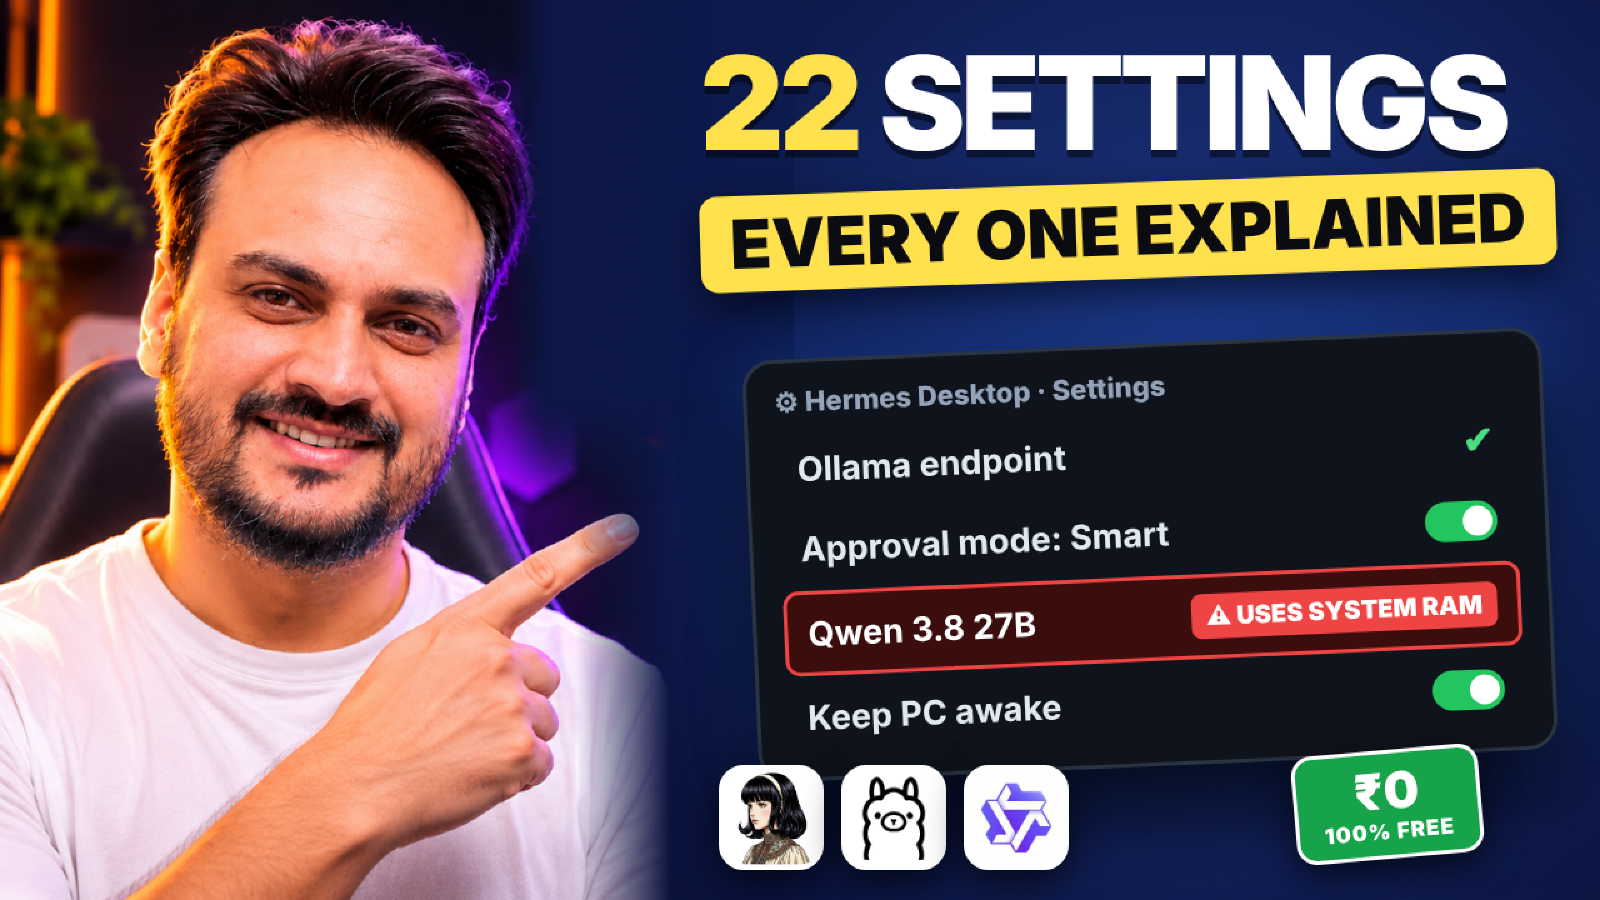 22 SETTINGS
EVERY ONE EXPLAINED
⚙ Hermes Desktop · Settings
Ollama endpoint ✔
Approval mode: Smart
Qwen 3.8 27B ⚠ USES SYSTEM RAM
Keep PC awake
₹0
100% FREE